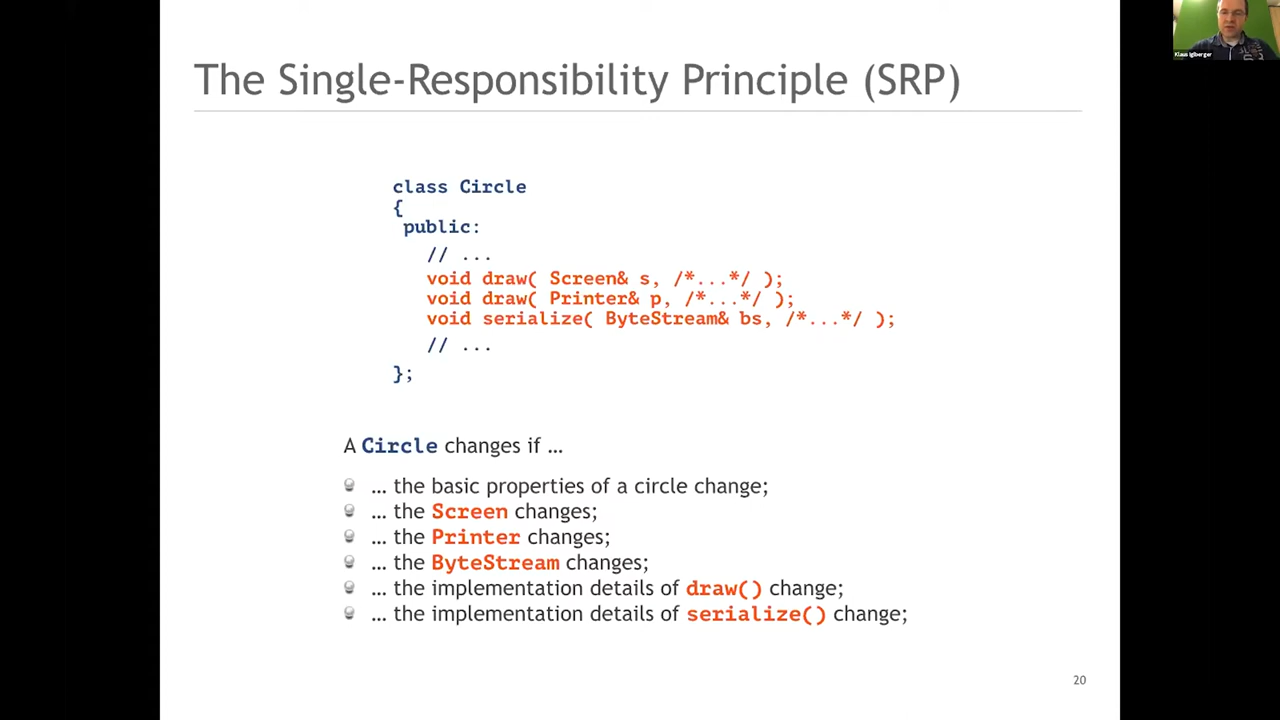 Klaus Iglberger
The Single-Responsibility Principle (SRP)
class Circle
{
public:
// ...
void draw( Screen& s, /*...*/ );
void draw( Printer& p, /*...*/ );
void serialize( ByteStream& bs, /*...*/ );
// ...
};
A Circle changes if …
… the basic properties of a circle change;
… the Screen changes;
… the Printer changes;
… the ByteStream changes;
… the implementation details of draw() change;
… the implementation details of serialize() change;
20